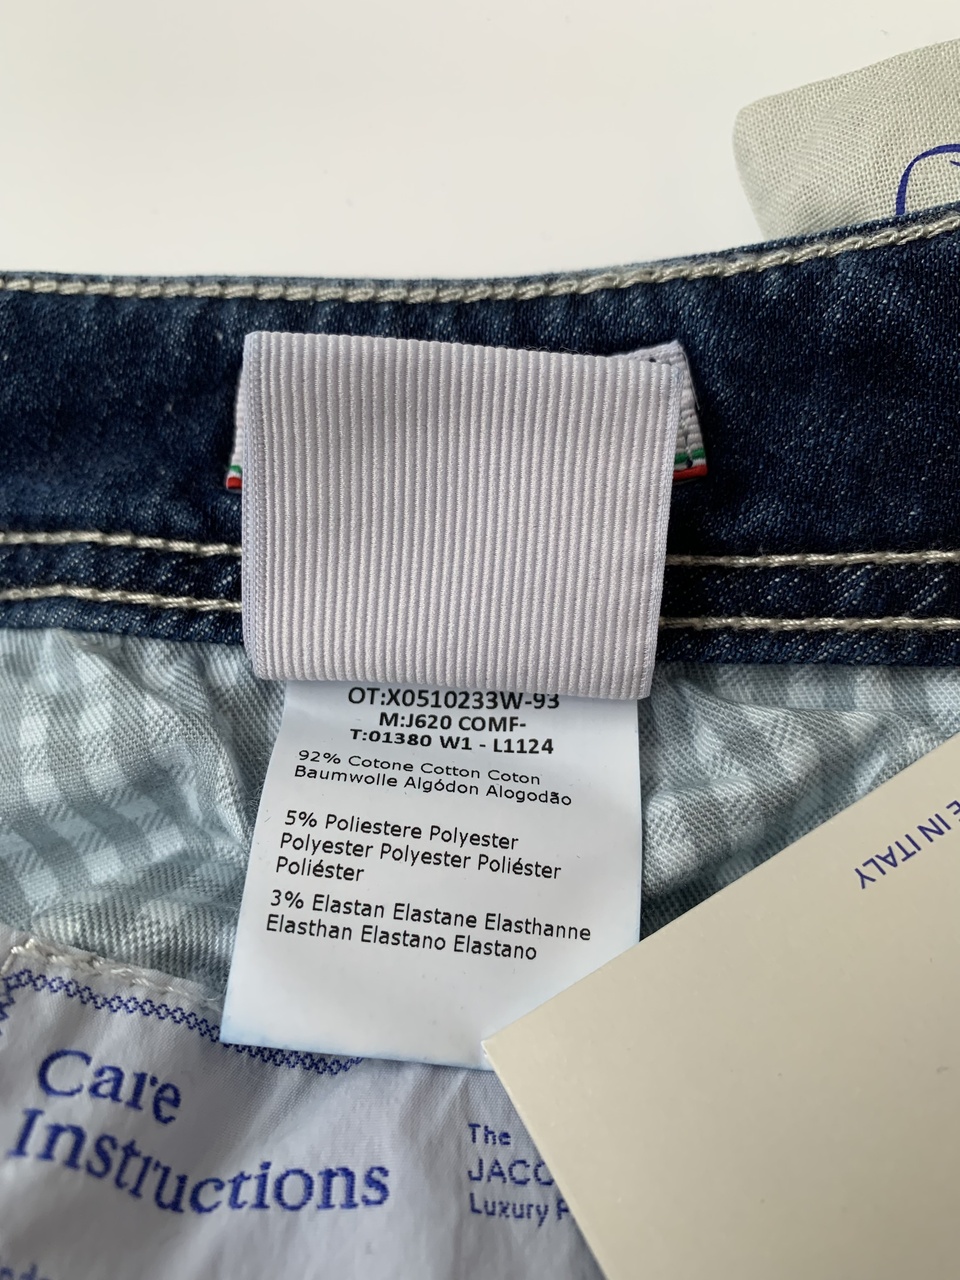 OT:X0510233W-93
M:J620 COMF-
T:01380 W1 - L1124
92% Cotone Cotton Coton
Baumwolle Algódon Alogodão
5% Poliestere Polyester
Polyester Polyester Poliéster
Poliéster
3% Elastan Elastane Elasthanne
Elasthan Elastano Elastano
IN ITALY
Care
Instructions
The
JACO
Luxury